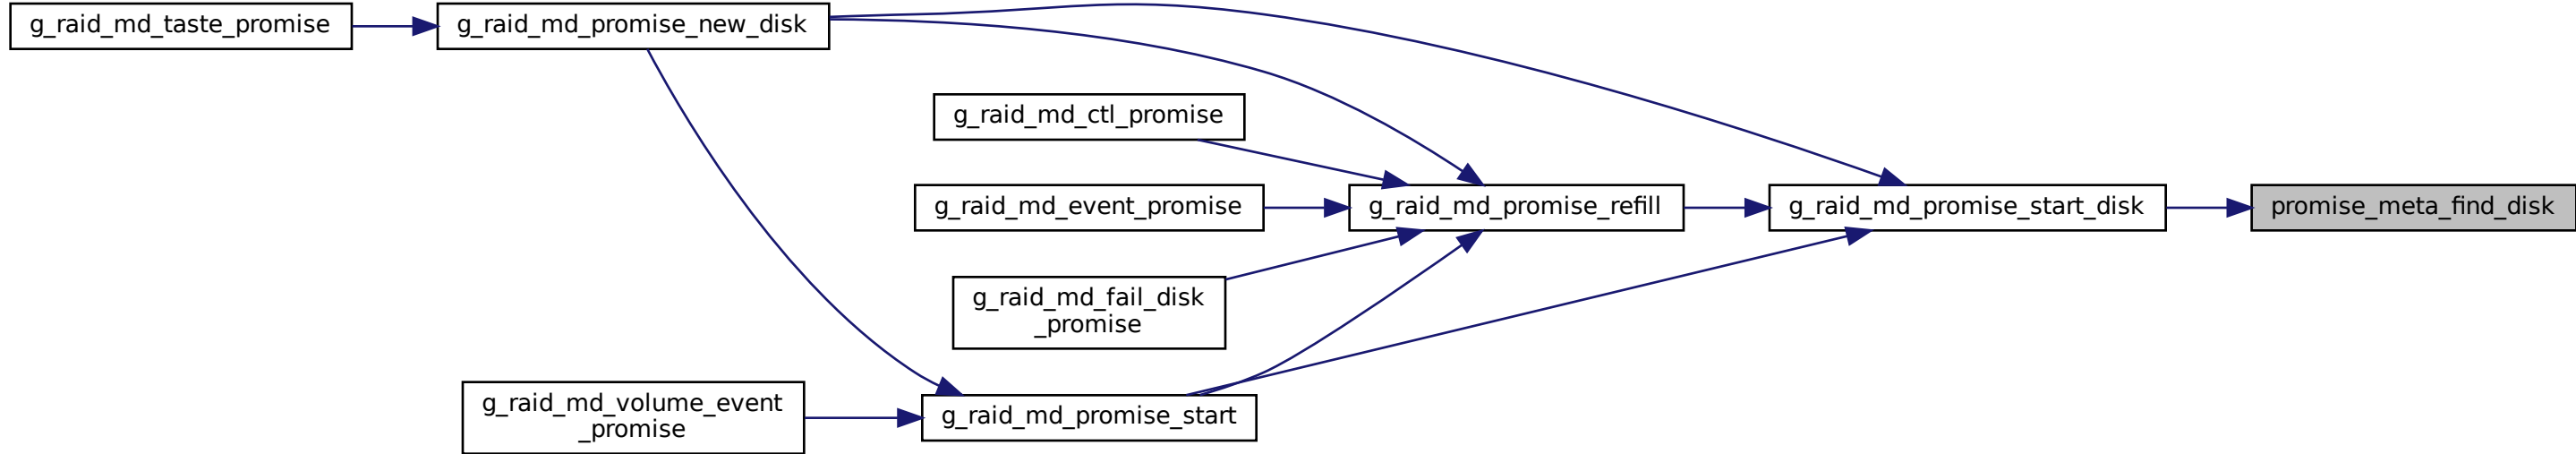 g_raid_md_taste_promise
g_raid_md_promise_new_disk
g_raid_md_ctl_promise
g_raid_md_event_promise
g_raid_md_promise_refill
g_raid_md_promise_start_disk
promise_meta_find_disk
g_raid_md_fail_disk
_promise
g_raid_md_volume_event
_promise
g_raid_md_promise_start